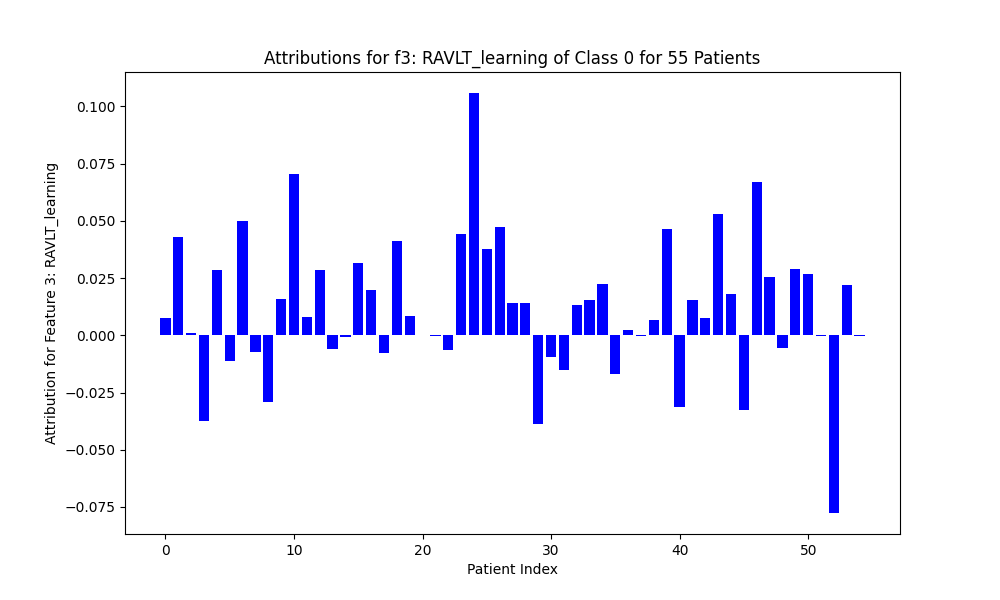 Attributions for f3: RAVLT_learning of Class 0 for 55 Patients
Attribution for Feature 3: RAVLT_learning
0.100
0.075
0.050
0.025
0.000
−0.025
−0.050
−0.075
0 10 20 30 40 50
Patient Index